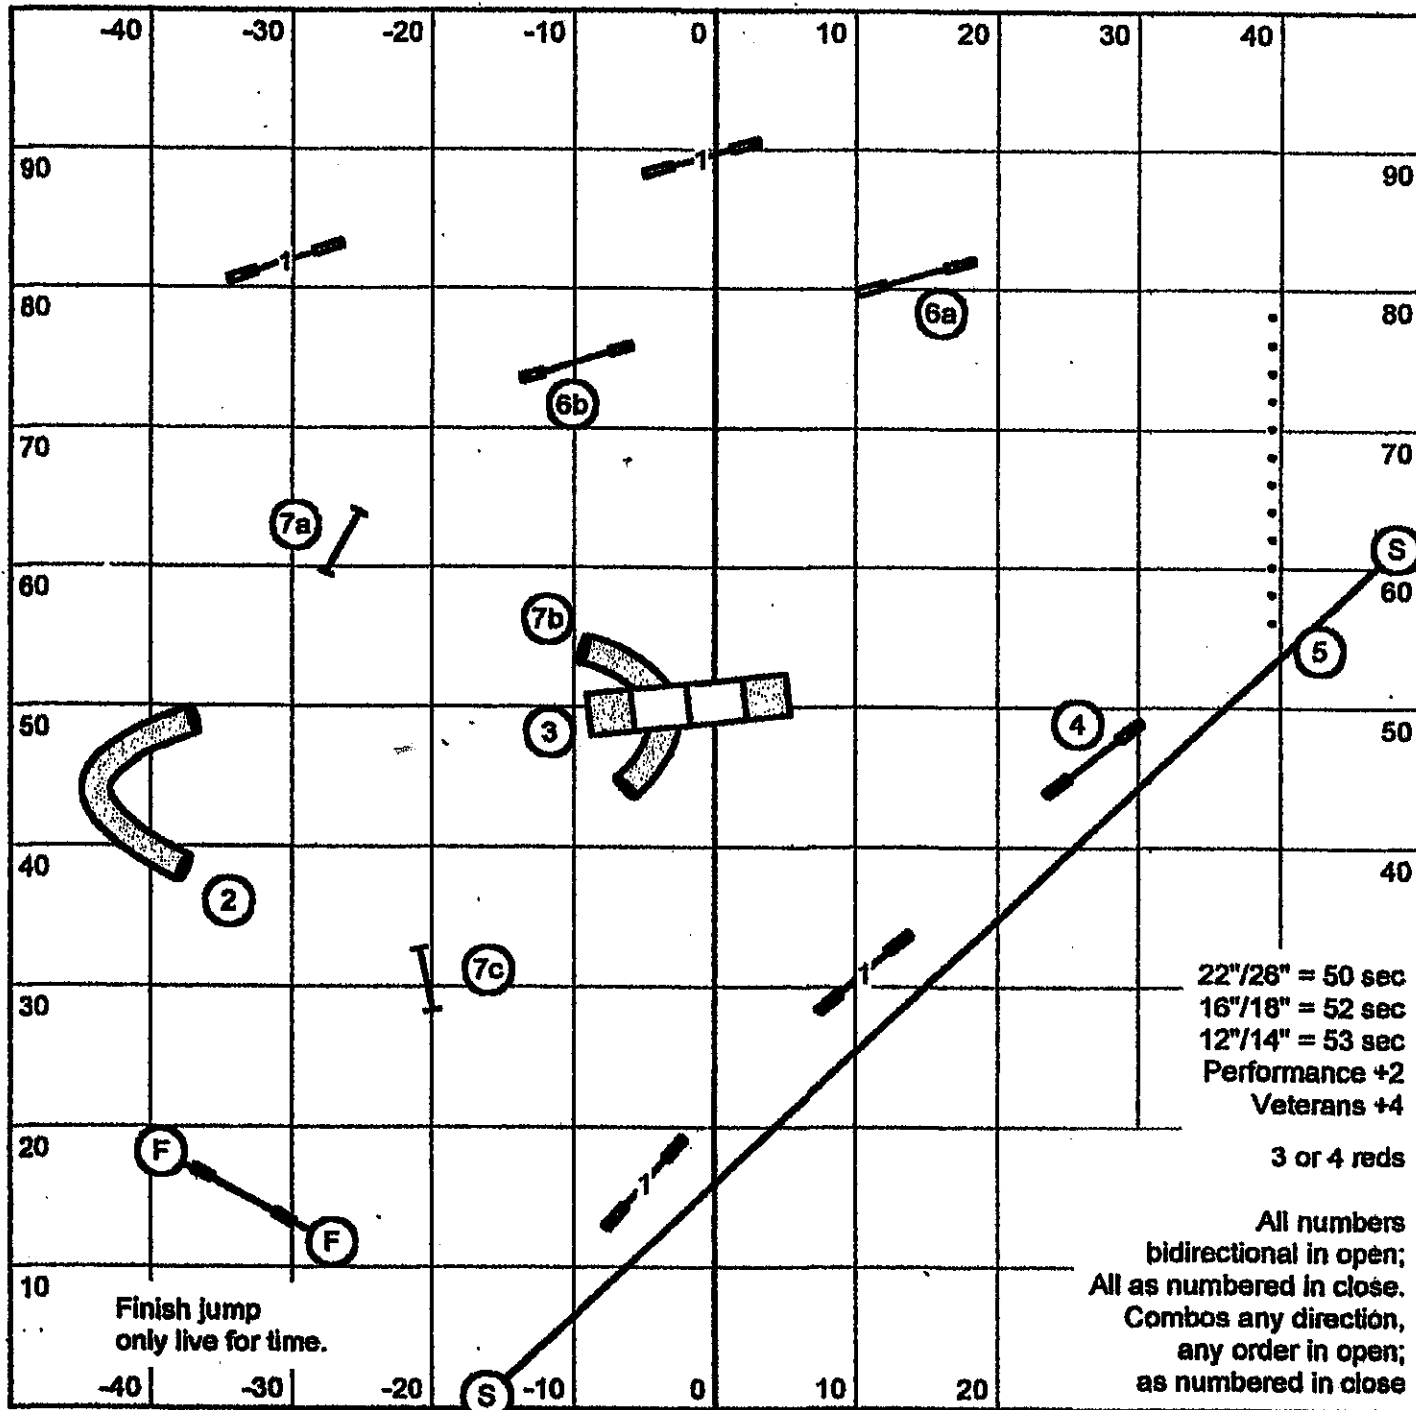 -40 -30 -20 -10 0 10 20 30 40
90 1 90
1
80 6a 80
6b
70 70
7a
S
60 60
7b
5
50 3 4 50
40 40
2
7c 1
30
22"/26" = 50 sec
16"/18" = 52 sec
12"/14" = 53 sec
Performance +2
Veterans +4
20
F 1
3 or 4 reds
F
All numbers
bidirectional in open;
All as numbered in close.
Combos any direction,
any order in open;
as numbered in close
10
Finish jump
only live for time.
-40 -30 -20 S -10 0 10 20